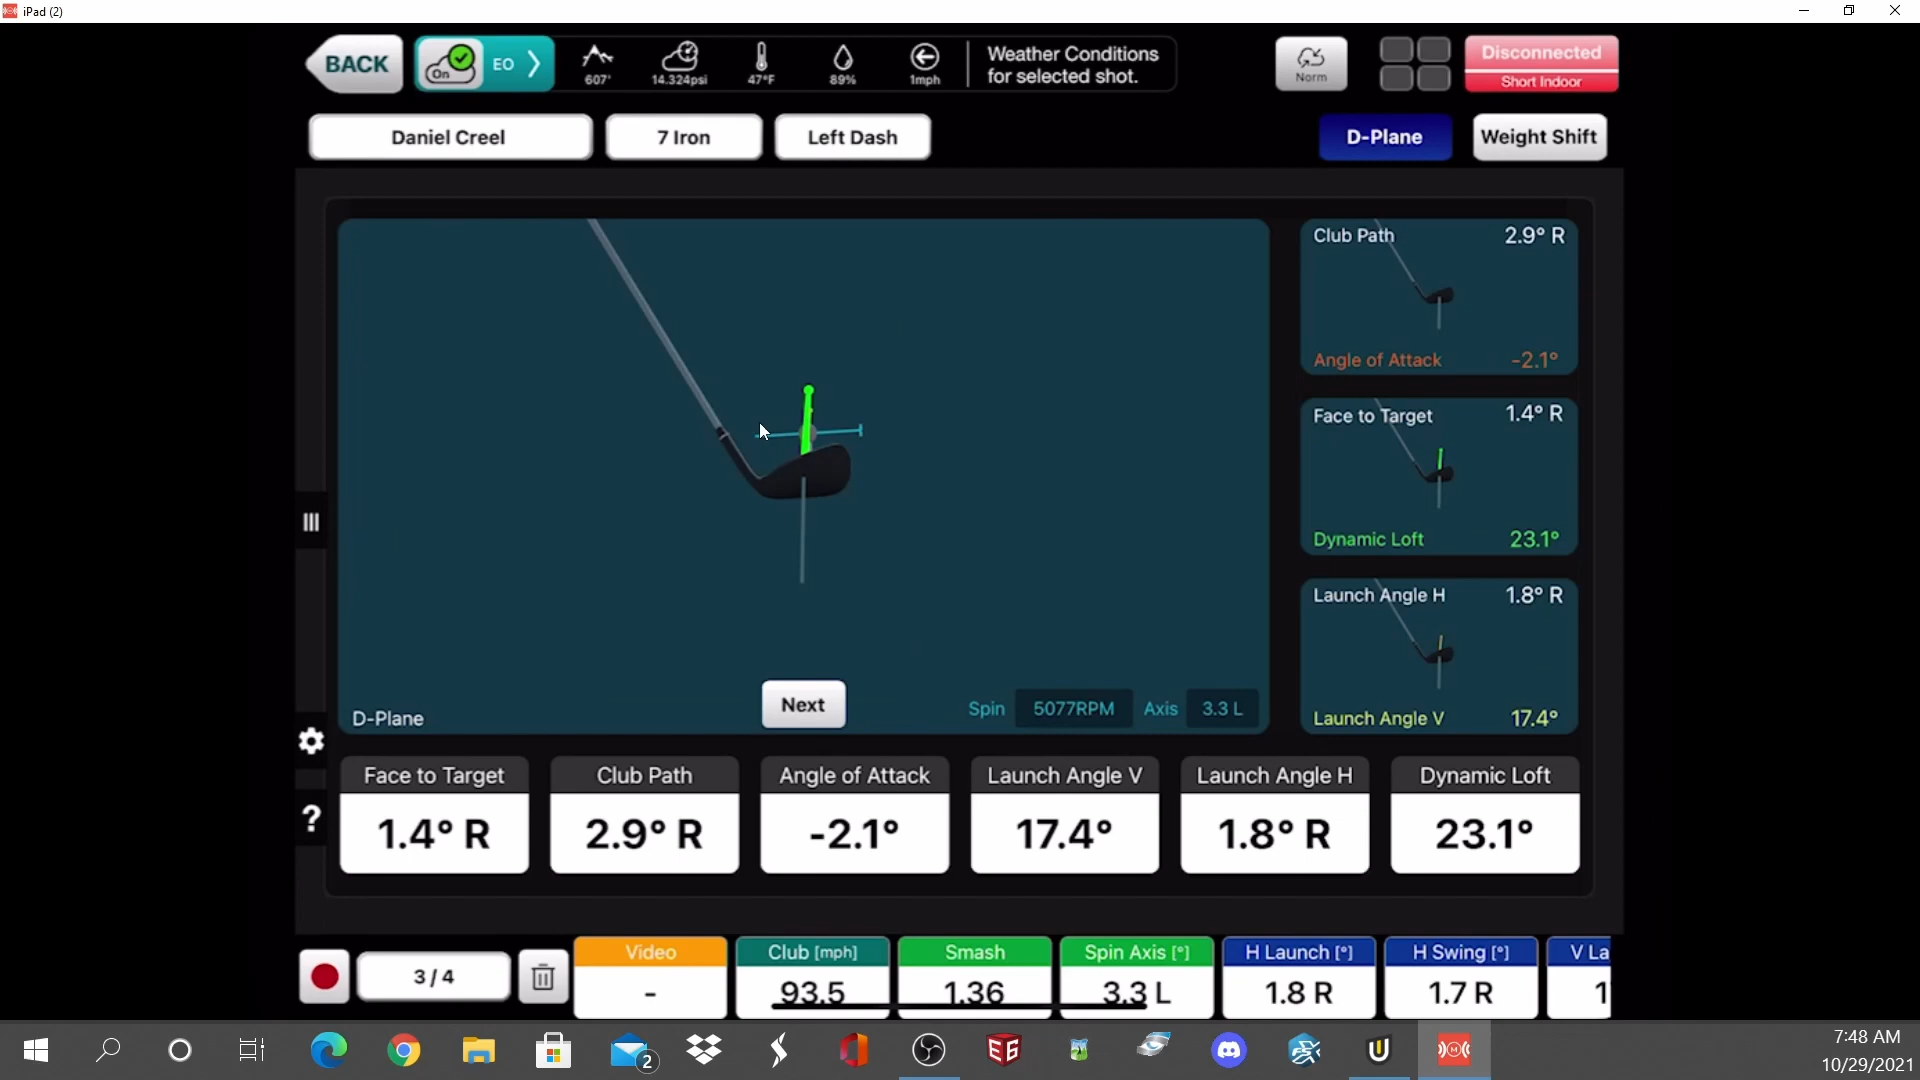 iPad (2)
BACK
On
EO
607'
14.324psi
47°F
89%
1mph
Weather Conditions
for selected shot.
Norm
Disconnected
Short Indoor
Daniel Creel
7 Iron
Left Dash
D-Plane
Weight Shift
Club Path 2.9° R
Angle of Attack -2.1°
Face to Target 1.4° R
Dynamic Loft 23.1°
Launch Angle H 1.8° R
Launch Angle V 17.4°
D-Plane
Next
Spin 5077RPM Axis 3.3 L
?
Face to Target
1.4° R
Club Path
2.9° R
Angle of Attack
-2.1°
Launch Angle V
17.4°
Launch Angle H
1.8° R
Dynamic Loft
23.1°
3 / 4
Video
-
Club [mph]
93.5
Smash
1.36
Spin Axis [°]
3.3 L
H Launch [°]
1.8 R
H Swing [°]
1.7 R
V La
1
2
7:48 AM
10/29/2021